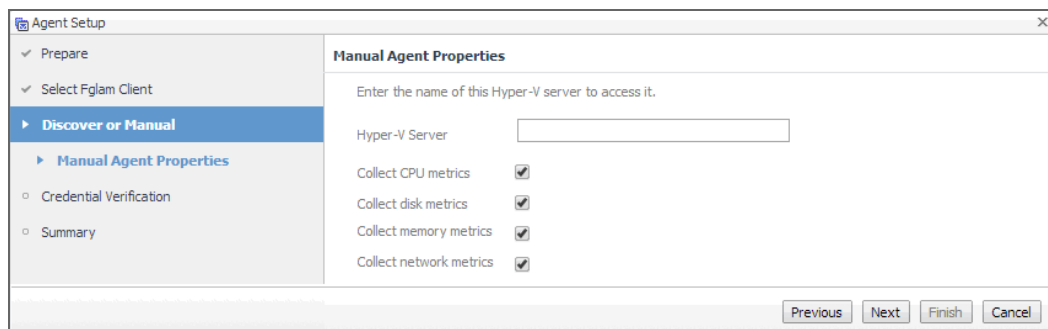 Agent Setup
Prepare
Select Fglam Client
Discover or Manual
Manual Agent Properties
Credential Verification
Summary
Manual Agent Properties
Enter the name of this Hyper-V server to access it.
Hyper-V Server
Collect CPU metrics
Collect disk metrics
Collect memory metrics
Collect network metrics
Previous Next Finish Cancel